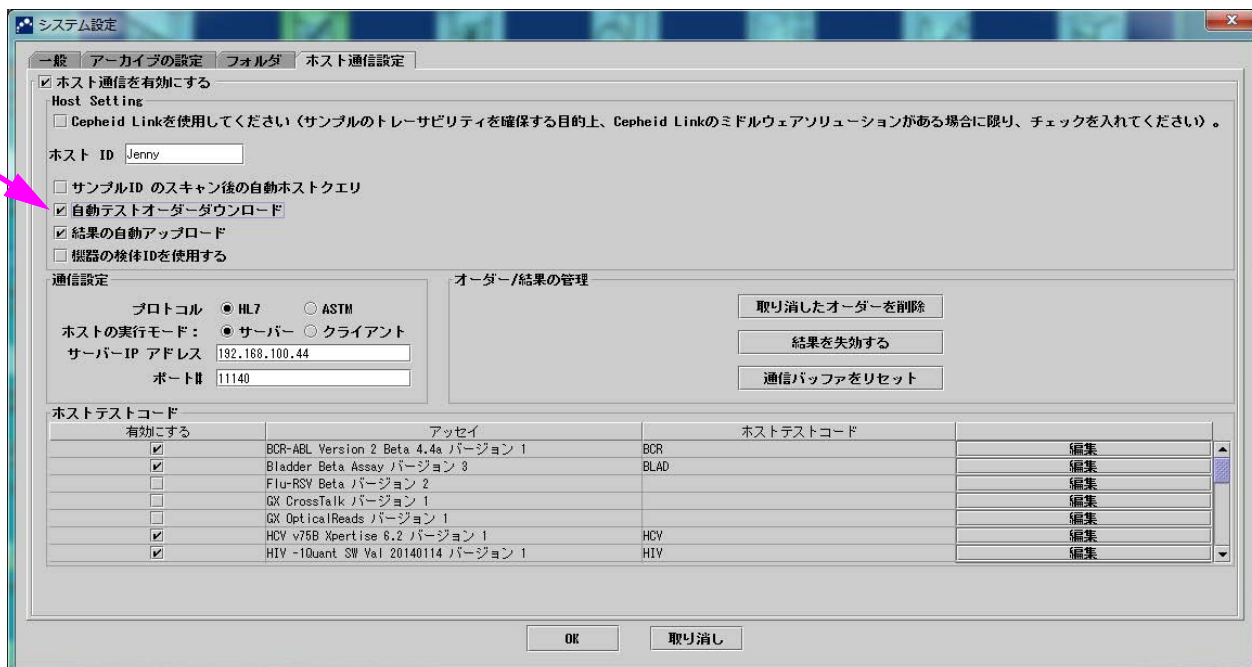 システム設定
一般 アーカイブの設定 フォルダ ホスト通信設定
ホスト通信を有効にする
Host Setting
Cepheid Linkを使用してください（サンプルのトレーサビリティを確保する目的上、Cepheid Linkのミドルウェアソリューションがある場合に限り、チェックを入れてください）。
ホスト ID Jenny
サンプルID のスキャン後の自動ホストクエリ
自動テストオーダーダウンロード
結果の自動アップロード
機器の検体IDを使用する
通信設定
プロトコル HL7 ASTM
ホストの実行モード： サーバー クライアント
サーバーIP アドレス 192.168.100.44
ポート# 11140
オーダー/結果の管理
取り消したオーダーを削除
結果を失効する
通信バッファをリセット
ホストテストコード
有効にする アッセイ ホストテストコード
BCR-ABL Version 2 Beta 4.4a バージョン 1 BCR 編集
Bladder Beta Assay バージョン 3 BLAD 編集
Flu-RSV Beta バージョン 2 編集
GX CrossTalk バージョン 1 編集
GX OpticalReads バージョン 1 編集
HCV v75B Xpertise 6.2 バージョン 1 HCV 編集
HIV -1Quant SW Val 20140114 バージョン 1 HIV 編集
OK 取り消し